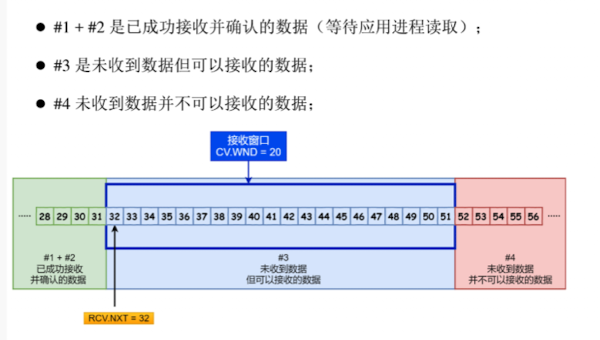 ● #1 + #2 是已成功接收并确认的数据（等待应用进程读取）；
● #3 是未收到数据但可以接收的数据；
● #4 未收到数据并不可以接收的数据；
接收窗口
CV.WND = 20
····· 28 29 30 31 32 33 34 35 36 37 38 39 40 41 42 43 44 45 46 47 48 49 50 51 52 53 54 55 56 ·····
#1 + #2
已成功接收
并确认的数据
#3
未收到数据
但可以接收的数据
#4
未收到数据
并不可以接收的数据
RCV.NXT = 32